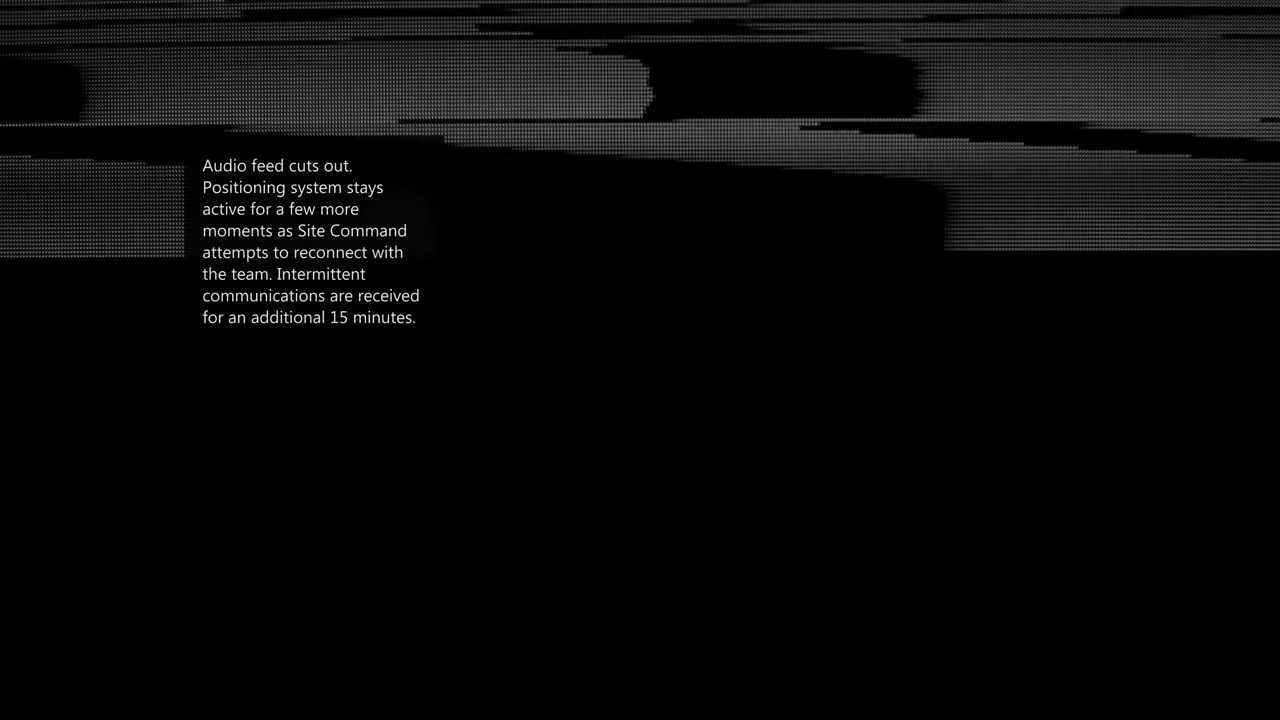 Audio feed cuts out.
Positioning system stays
active for a few more
moments as Site Command
attempts to reconnect with
the team. Intermittent
communications are received
for an additional 15 minutes.